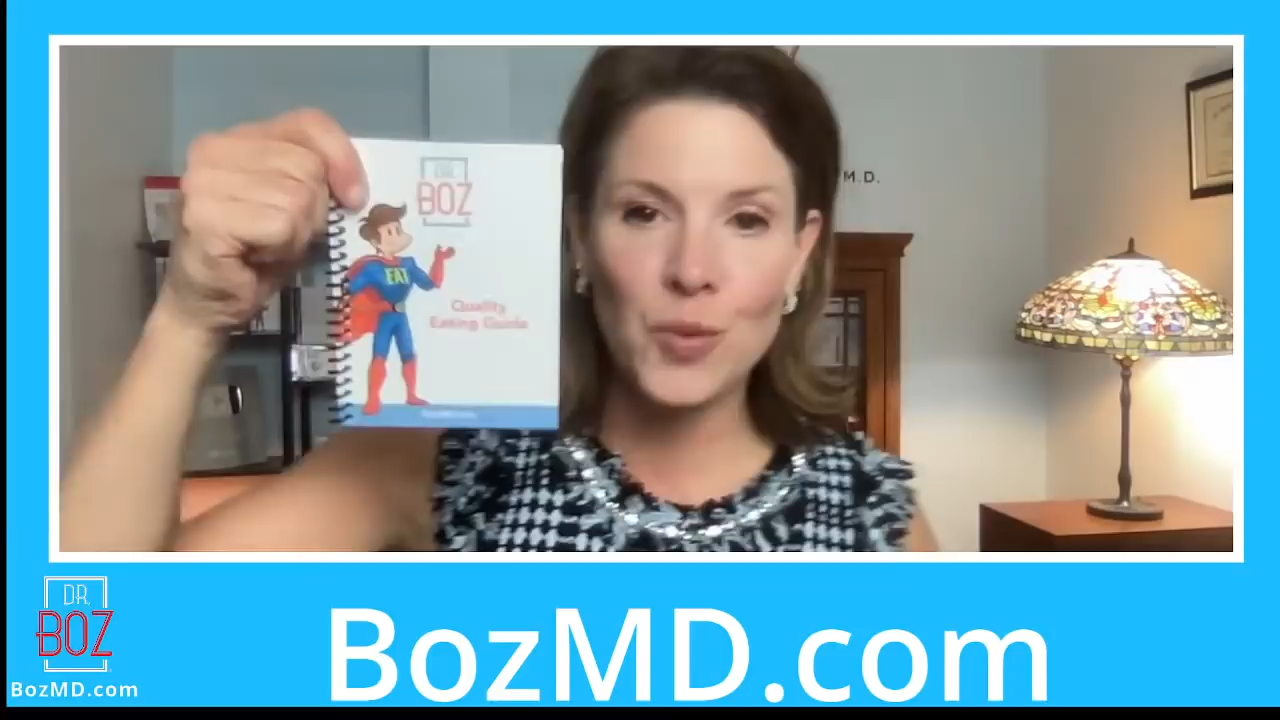 M.D.
DR.
BOZ
FAT
Quality
Eating Guide
DR.
BOZ
BozMD.com
BozMD.com